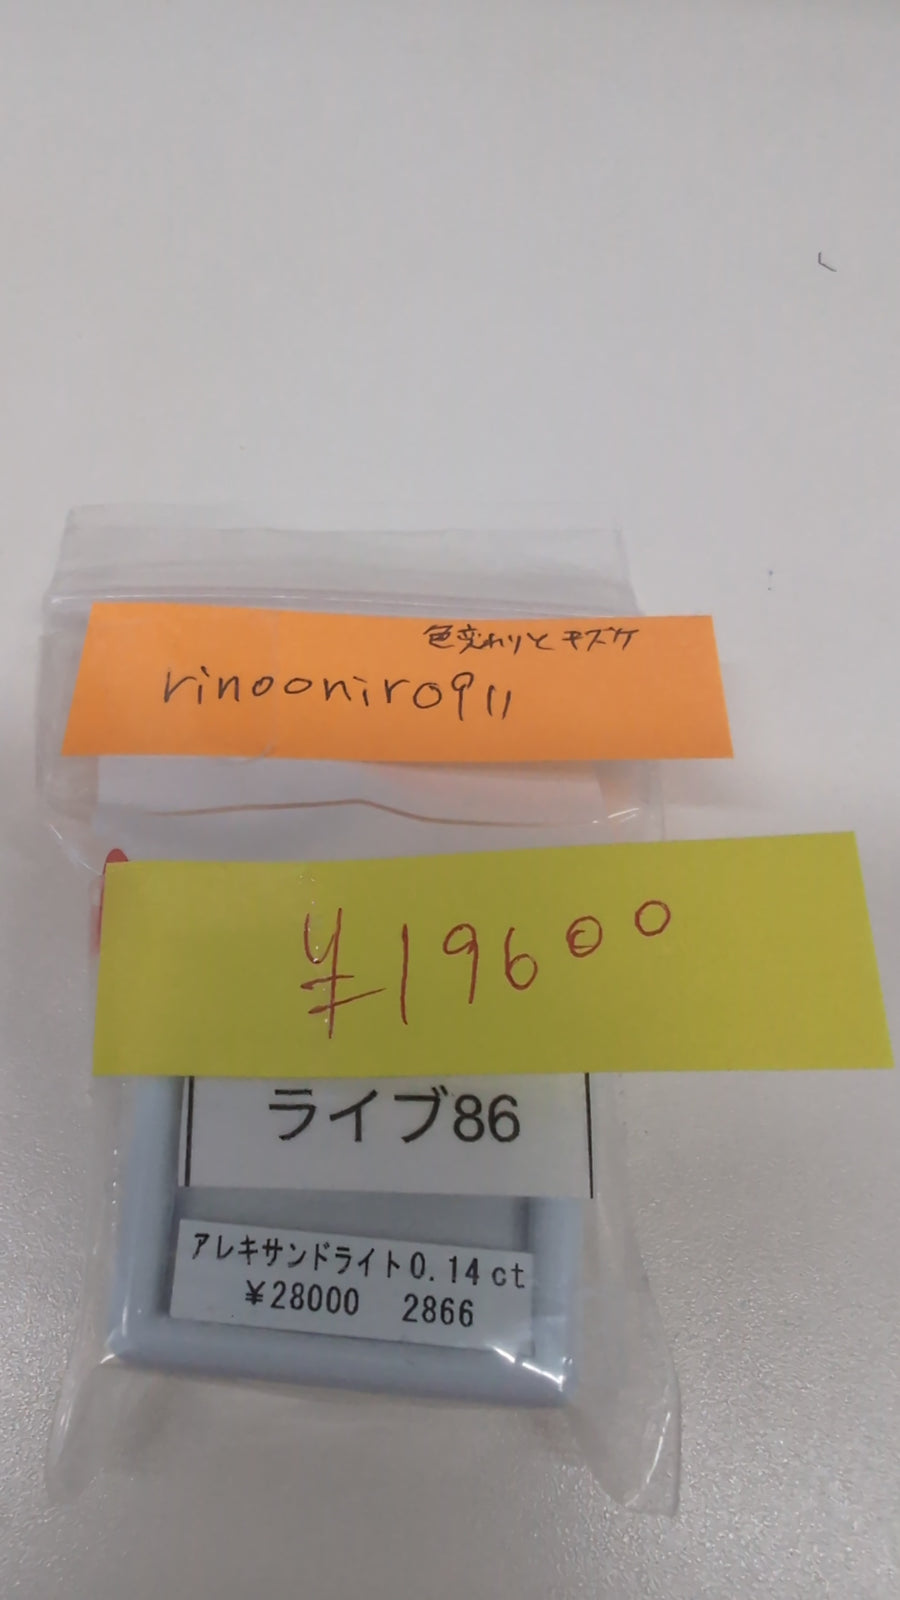 色変わりとキズケ
rinooniro911
¥19600
ライブ86
アレキサンドライト0.14ct
¥28000 2866